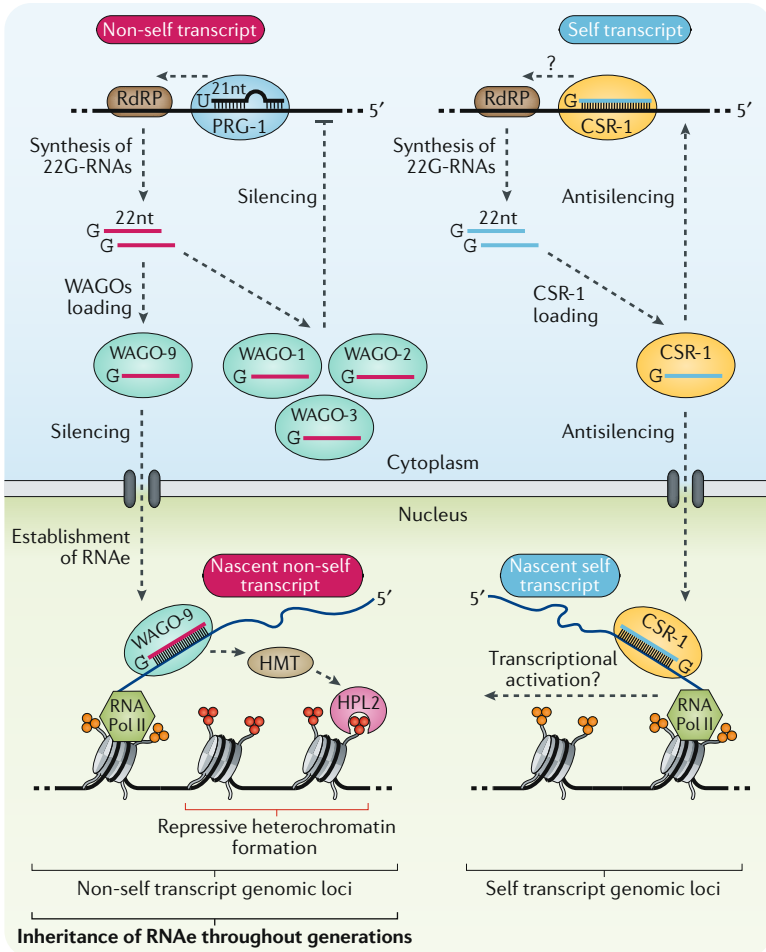 Non-self transcript
Self transcript
?
RdRP
U
21nt
PRG-1
5′
RdRP
G
CSR-1
5′
Synthesis of
22G-RNAs
Silencing
Synthesis of
22G-RNAs
Antisilencing
22nt
G
G
22nt
G
G
WAGOs
loading
CSR-1
loading
WAGO-9
G
WAGO-1
G
WAGO-2
G
WAGO-3
G
CSR-1
G
Silencing
Antisilencing
Cytoplasm
Nucleus
Establishment
of RNAe
Nascent non-self
transcript
5′
Nascent self
transcript
5′
WAGO-9
G
HMT
HPL2
RNA
Pol II
CSR-1
G
Transcriptional
activation?
RNA
Pol II
Repressive heterochromatin
formation
Non-self transcript genomic loci
Self transcript genomic loci
Inheritance of RNAe throughout generations